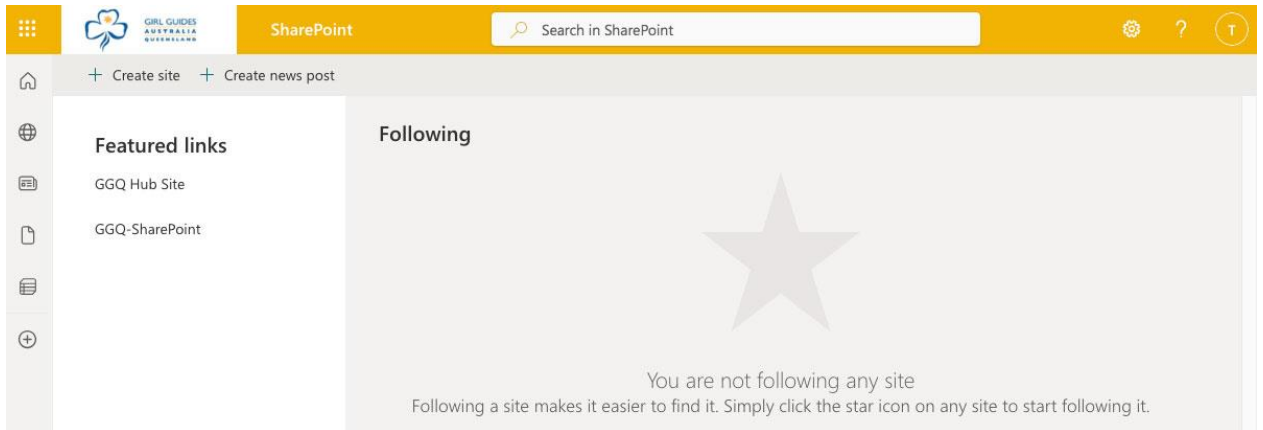 GIRL GUIDES
AUSTRALIA
QUEENSLAND
SharePoint
Search in SharePoint
?
T
+ Create site + Create news post
Featured links
GGQ Hub Site
GGQ-SharePoint
Following
You are not following any site
Following a site makes it easier to find it. Simply click the star icon on any site to start following it.